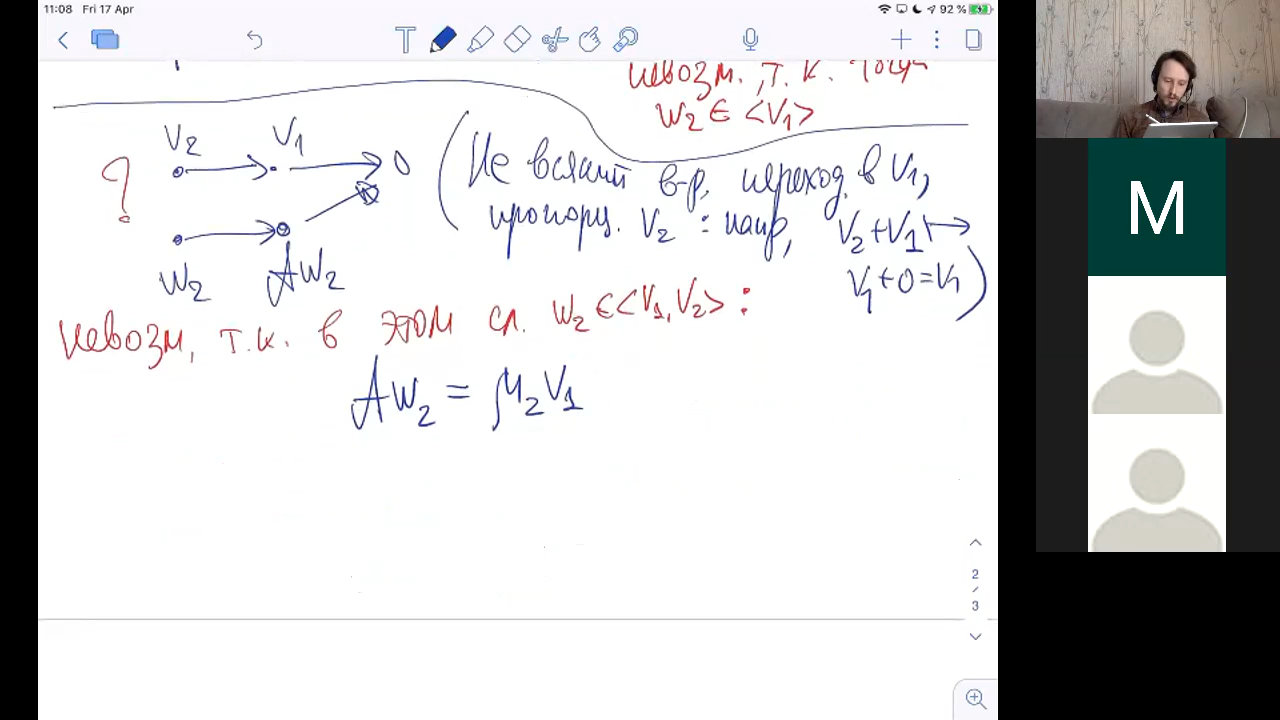 11:08 Fri 17 Apr
92 %
T
невозм., т. к. тогда
w₂ ∈ <v₁>
? v₂ v₁ 0
w₂ 𝒜w₂
(Не всякий в-р, переход. в v₁,
пропорц. v₂ : напр, v₂ + v₁ ↦
v₁ + 0 = v₁)
невозм, т.к. в этом сл. w₂ ∈ <v₁, v₂> :
𝒜w₂ = μ₂v₁
2
/
3
M